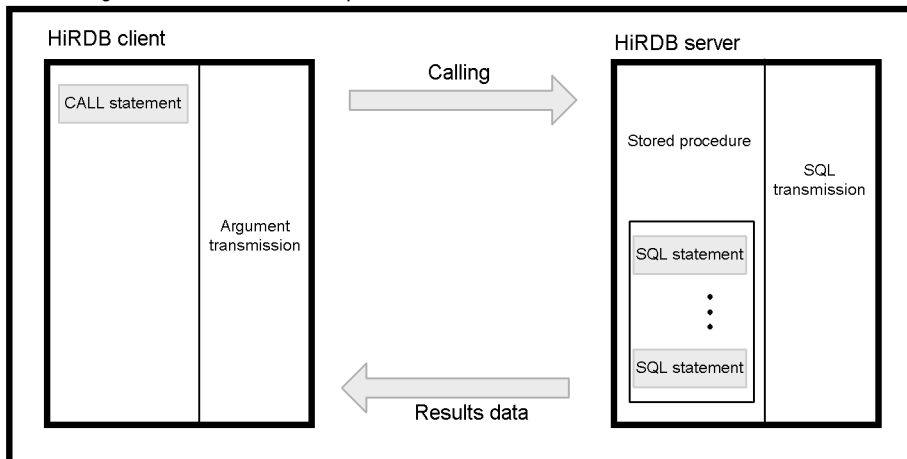 HiRDB client
HiRDB server
CALL statement
Calling
Stored procedure
SQL
transmission
Argument
transmission
SQL statement
SQL statement
Results data